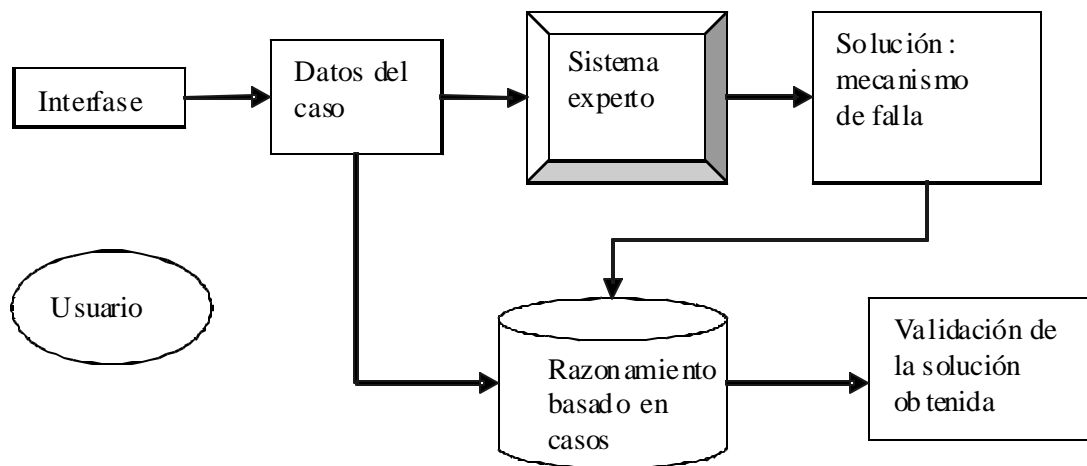 Interfase
Datos del
caso
Sistema
experto
Solución:
mecanismo
de falla
Usuario
Razonamiento
basado en
casos
Validación de
la solución
obtenida